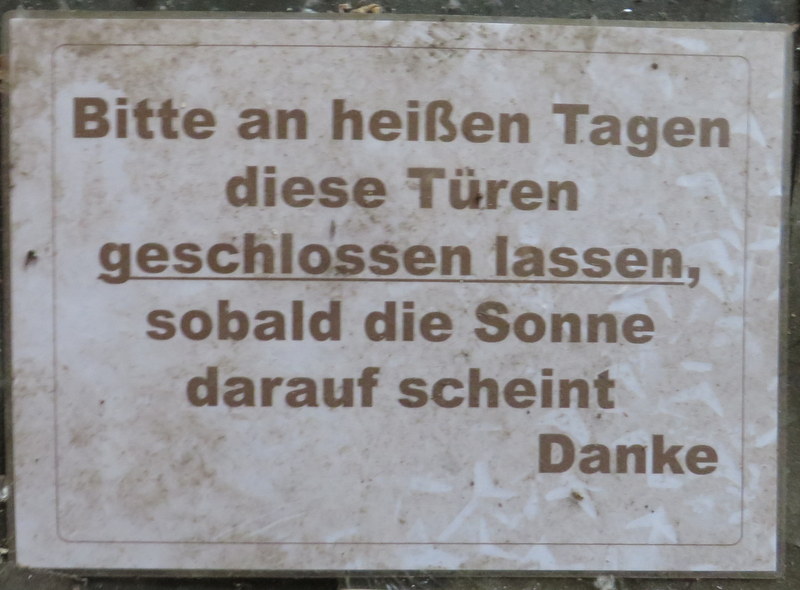 Bitte an heißen Tagen
diese Türen
geschlossen lassen,
sobald die Sonne
darauf scheint
Danke